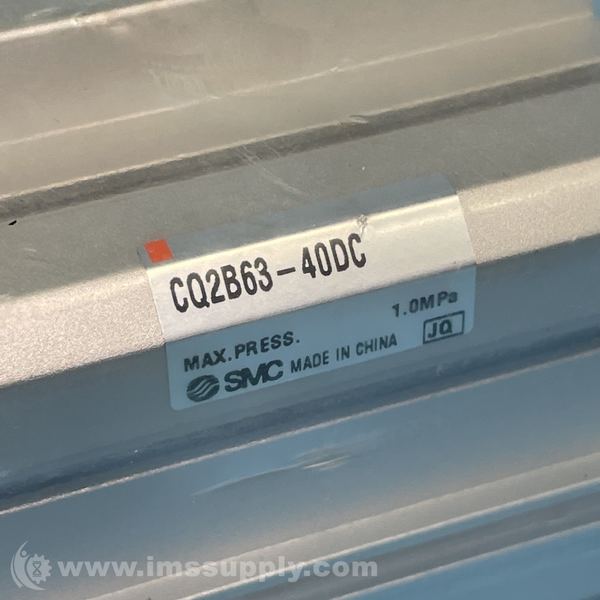 CQ2B63-40DC
MAX.PRESS. 1.0MPa
SMC MADE IN CHINA JQ
www.imssupply.com